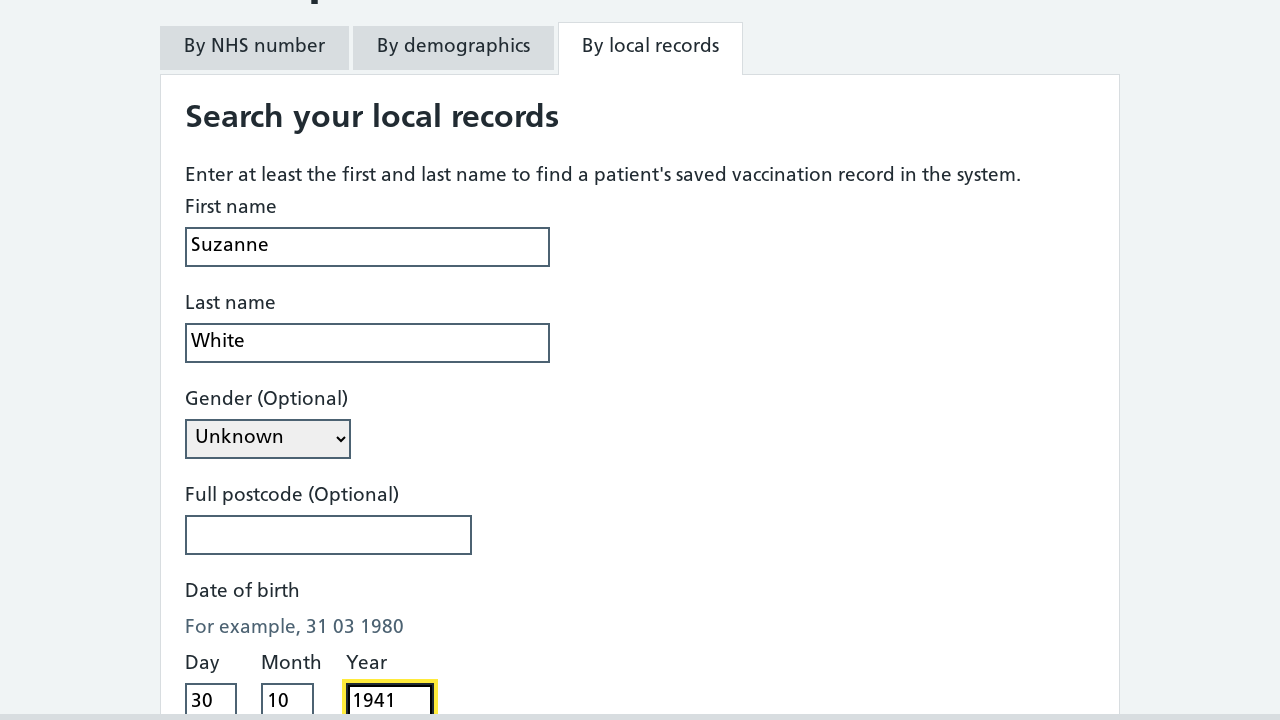 By NHS number
By demographics
By local records
Search your local records
Enter at least the first and last name to find a patient's saved vaccination record in the system.
First name
Suzanne
Last name
White
Gender (Optional)
Unknown
Full postcode (Optional)
Date of birth
For example, 31 03 1980
Day Month Year
30 10 1941